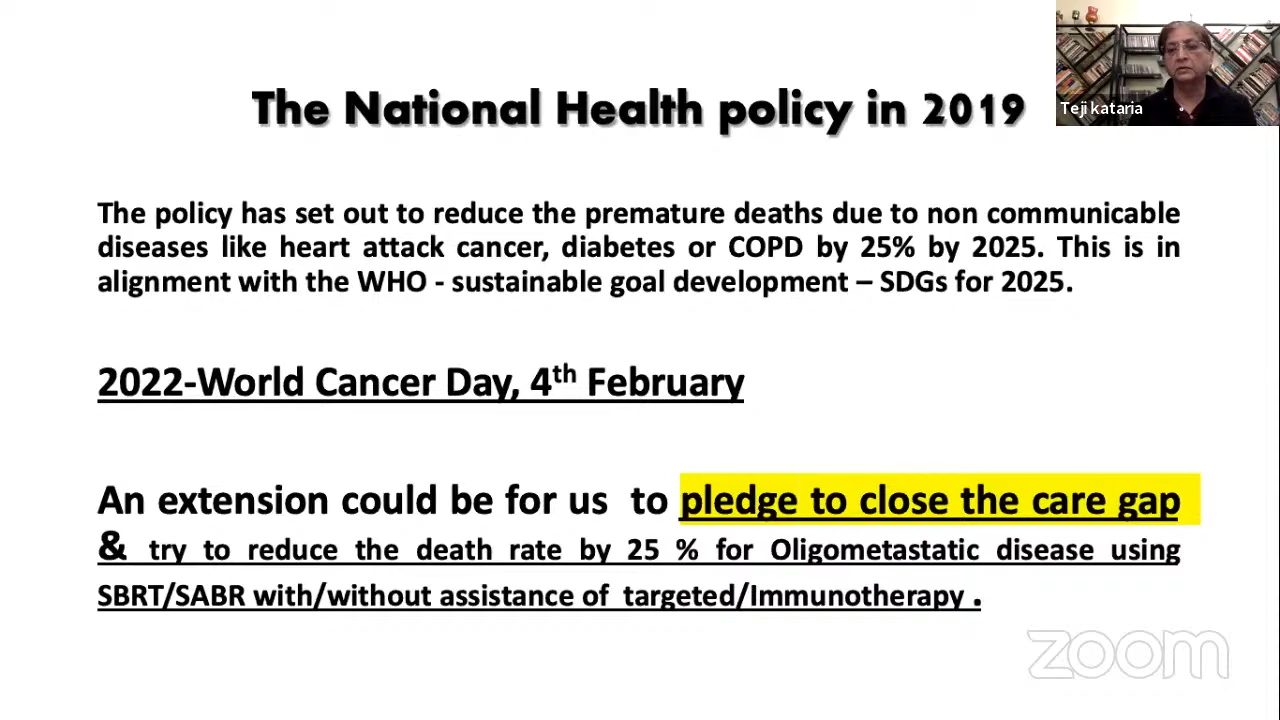 The National Health policy in 2019
Teji kataria
The policy has set out to reduce the premature deaths due to non communicable
diseases like heart attack cancer, diabetes or COPD by 25% by 2025. This is in
alignment with the WHO - sustainable goal development – SDGs for 2025.
2022-World Cancer Day, 4th February
An extension could be for us to pledge to close the care gap
& try to reduce the death rate by 25 % for Oligometastatic disease using
SBRT/SABR with/without assistance of targeted/Immunotherapy .
zoom